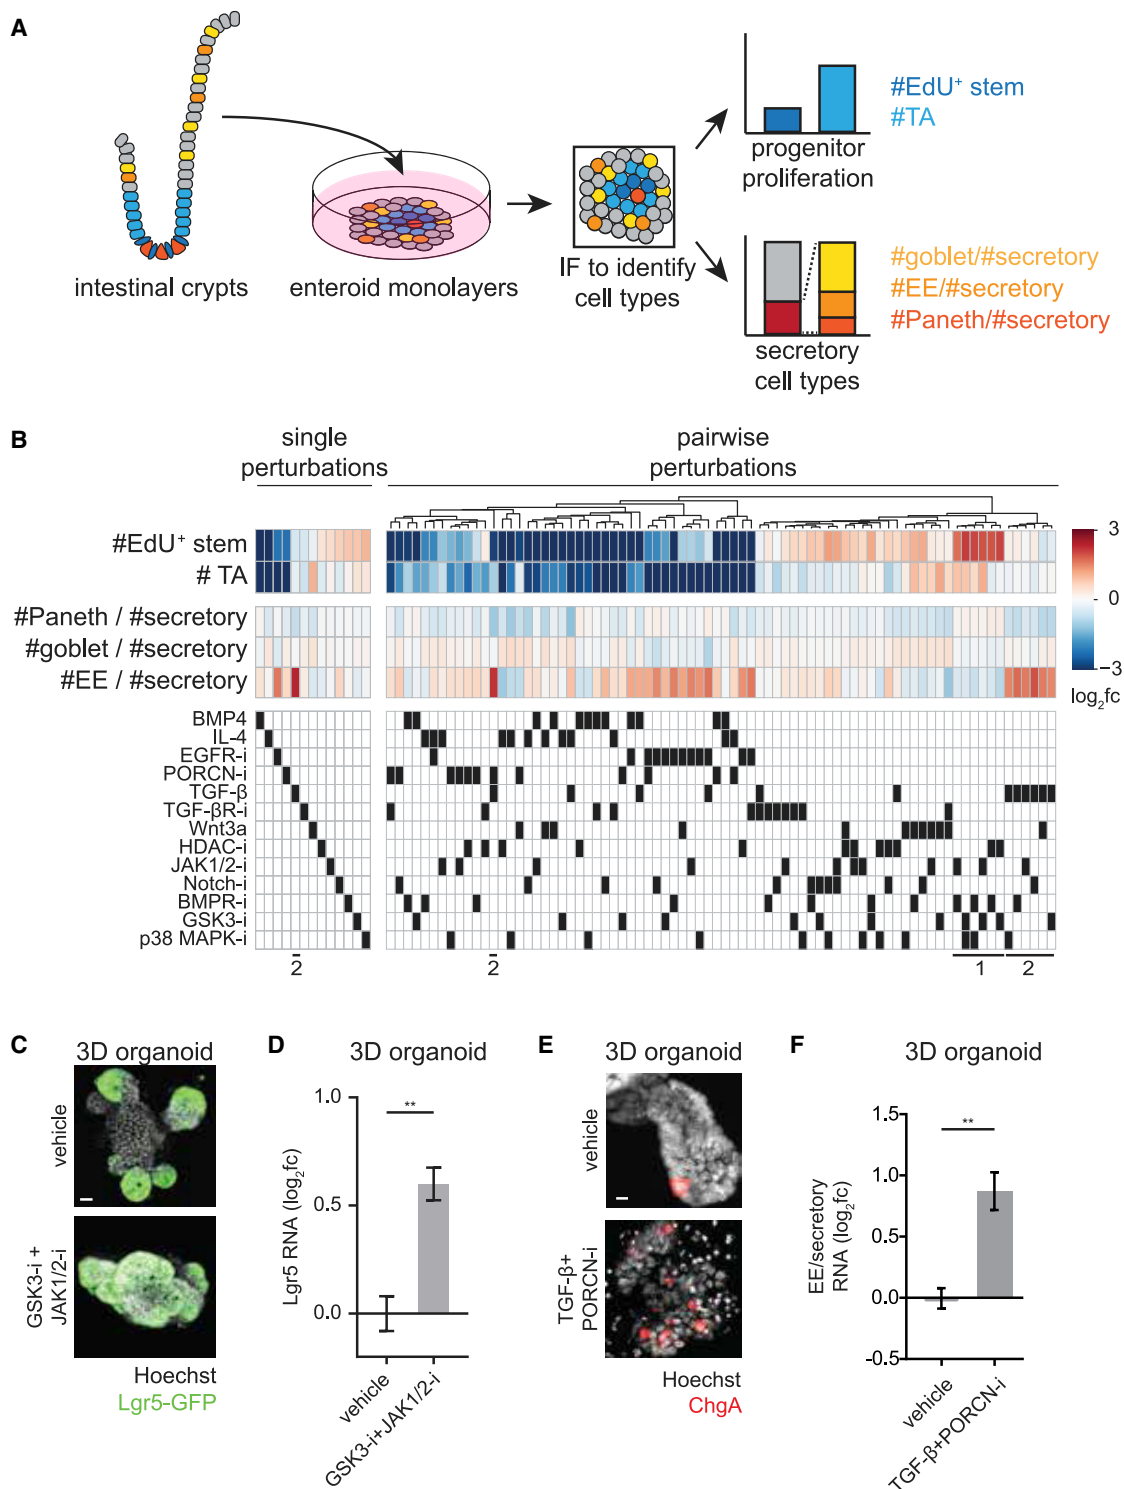 A
#EdU+ stem
#TA
progenitor
proliferation
intestinal crypts
enteroid monolayers
IF to identify
cell types
#goblet/#secretory
#EE/#secretory
#Paneth/#secretory
secretory
cell types
B
single
perturbations
pairwise
perturbations
#EdU+ stem
# TA
#Paneth / #secretory
#goblet / #secretory
#EE / #secretory
3
0
−3
log2fc
BMP4
IL-4
EGFR-i
PORCN-i
TGF-β
TGF-βR-i
Wnt3a
HDAC-i
JAK1/2-i
Notch-i
BMPR-i
GSK3-i
p38 MAPK-i
2
2
1
2
C
3D organoid
vehicle
GSK3-i +
JAK1/2-i
Hoechst
Lgr5-GFP
D
3D organoid
Lgr5 RNA (log2fc)
1.0
0.5
0.0
**
vehicle
GSK3-i+JAK1/2-i
E
3D organoid
vehicle
TGF-β+
PORCN-i
Hoechst
ChgA
F
3D organoid
EE/secretory
RNA (log2fc)
1.5
1.0
0.5
0.0
-0.5
**
vehicle
TGF-β+PORCN-i